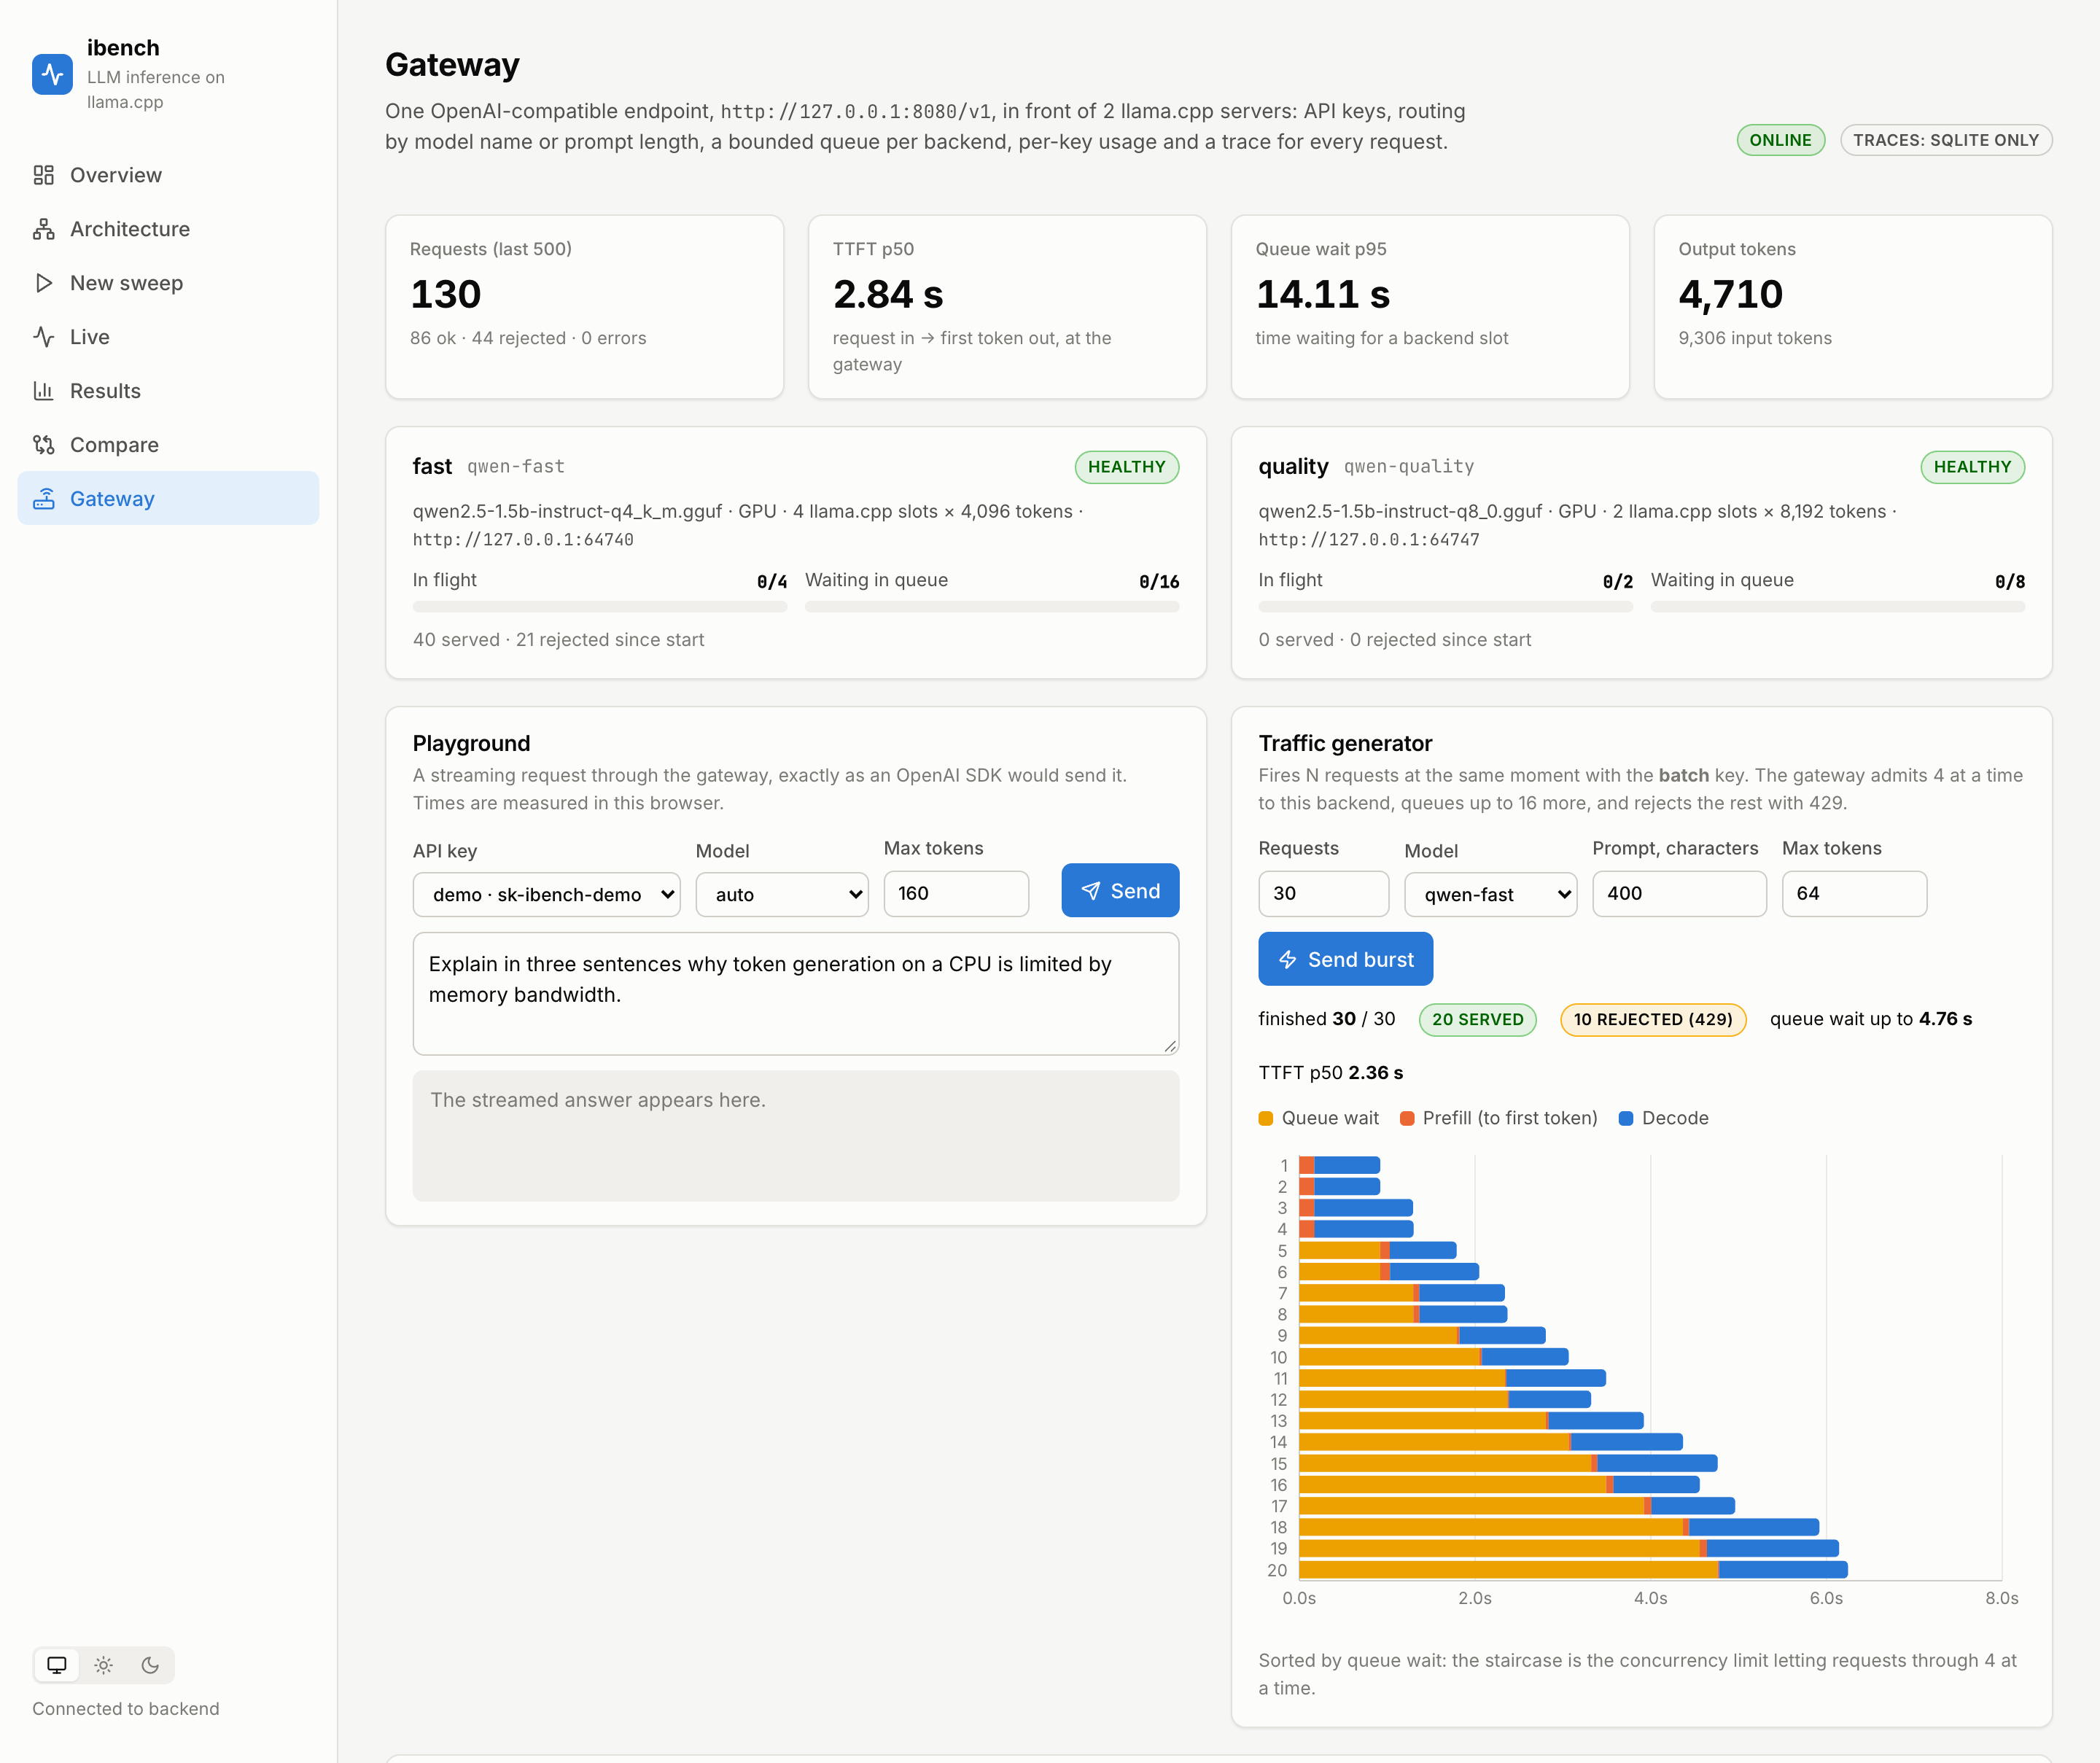 ibench
LLM inference on
llama.cpp
Overview
Architecture
New sweep
Live
Results
Compare
Gateway
Connected to backend
Gateway
One OpenAI-compatible endpoint, http://127.0.0.1:8080/v1, in front of 2 llama.cpp servers: API keys, routing
by model name or prompt length, a bounded queue per backend, per-key usage and a trace for every request.
ONLINE
TRACES: SQLITE ONLY
Requests (last 500)
130
86 ok · 44 rejected · 0 errors
TTFT p50
2.84 s
request in → first token out, at the
gateway
Queue wait p95
14.11 s
time waiting for a backend slot
Output tokens
4,710
9,306 input tokens
fast qwen-fast
HEALTHY
qwen2.5-1.5b-instruct-q4_k_m.gguf · GPU · 4 llama.cpp slots × 4,096 tokens ·
http://127.0.0.1:64740
In flight 0/4
Waiting in queue 0/16
40 served · 21 rejected since start
quality qwen-quality
HEALTHY
qwen2.5-1.5b-instruct-q8_0.gguf · GPU · 2 llama.cpp slots × 8,192 tokens ·
http://127.0.0.1:64747
In flight 0/2
Waiting in queue 0/8
0 served · 0 rejected since start
Playground
A streaming request through the gateway, exactly as an OpenAI SDK would send it.
Times are measured in this browser.
API key
Model
Max tokens
demo · sk-ibench-demo
auto
160
Send
Explain in three sentences why token generation on a CPU is limited by
memory bandwidth.
The streamed answer appears here.
Traffic generator
Fires N requests at the same moment with the batch key. The gateway admits 4 at a time
to this backend, queues up to 16 more, and rejects the rest with 429.
Requests
Model
Prompt, characters
Max tokens
30
qwen-fast
400
64
Send burst
finished 30 / 30
20 SERVED
10 REJECTED (429)
queue wait up to 4.76 s
TTFT p50 2.36 s
Queue wait
Prefill (to first token)
Decode
1
2
3
4
5
6
7
8
9
10
11
12
13
14
15
16
17
18
19
20
0.0s 2.0s 4.0s 6.0s 8.0s
Sorted by queue wait: the staircase is the concurrency limit letting requests through 4 at
a time.